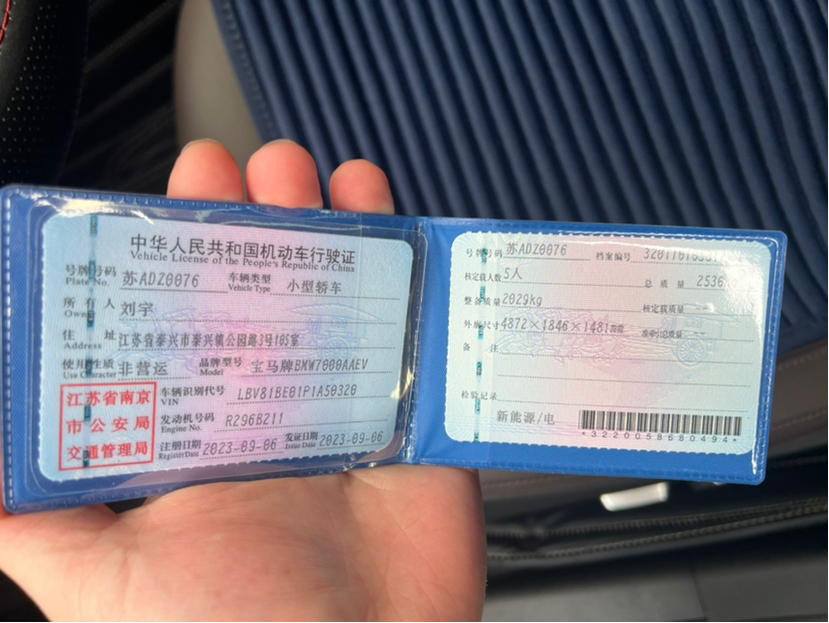 中华人民共和国机动车行驶证
Vehicle License of the People's Republic of China
号牌号码 苏ADZ0076 车辆类型 小型轿车
Plate No. Vehicle Type
所有人 刘宇
Owner
住址 江苏省泰兴市泰兴镇公园路3号105室
使用性质 非营运 品牌型号 宝马牌BMW7000AAEV
Use Character Model
江苏省南京
市公安局
交通管理局
车辆识别代号 LBV81BE01P1A50320
VIN
发动机号码 R296B211
Engine No.
注册日期 2023-09-06 发证日期 2023-09-06
Register Date Issue Date
号牌号码 苏ADZ0076 档案编号
核定载人数 5人 总质量
整备质量 2029kg 核定载质量 --
外廓尺寸 4872×1846×1481 准牵引总质量 --
备注
检验记录
新能源/电
*3220058680494*